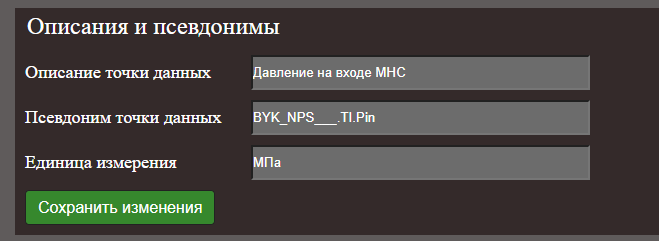 Описания и псевдонимы
Описание точки данных Давление на входе МНС
Псевдоним точки данных BYK_NPS___.TI.Pin
Единица измерения МПа
Сохранить изменения